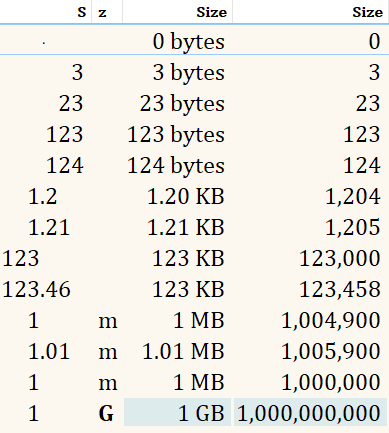 S z Size Size
. 0 bytes 0
3 3 bytes 3
23 23 bytes 23
123 123 bytes 123
124 124 bytes 124
1.2 1.20 KB 1,204
1.21 1.21 KB 1,205
123 123 KB 123,000
123.46 123 KB 123,458
1 m 1 MB 1,004,900
1.01 m 1.01 MB 1,005,900
1 m 1 MB 1,000,000
1 G 1 GB 1,000,000,000